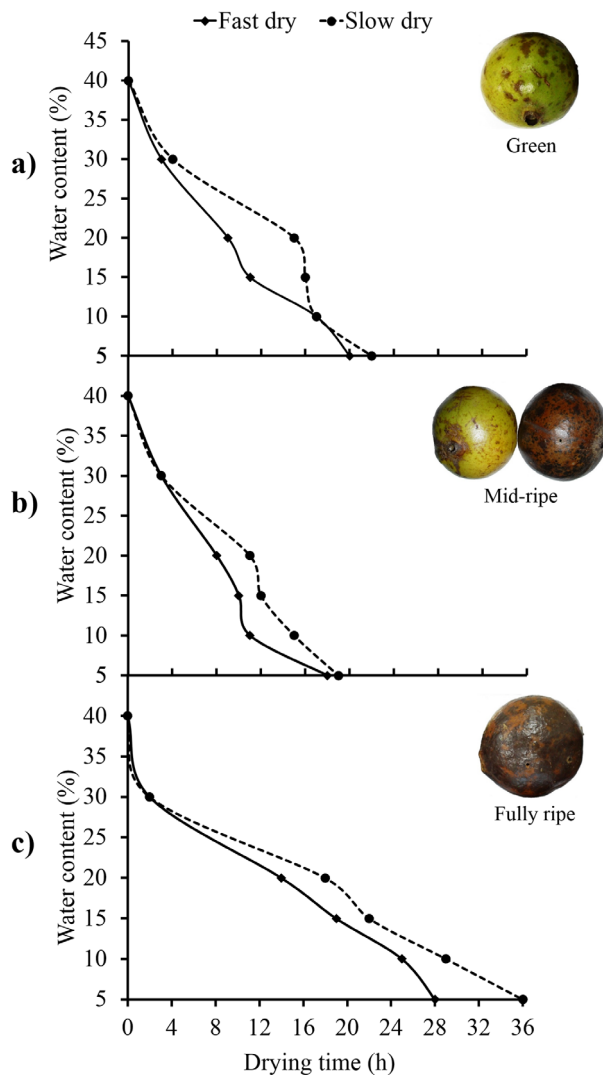 Fast dry Slow dry
a)
Water content (%)
45
40
35
30
25
20
15
10
5
Green
b)
Water content (%)
40
35
30
25
20
15
10
5
Mid-ripe
c)
Water content (%)
40
35
30
25
20
15
10
5
Fully ripe
0 4 8 12 16 20 24 28 32 36
Drying time (h)